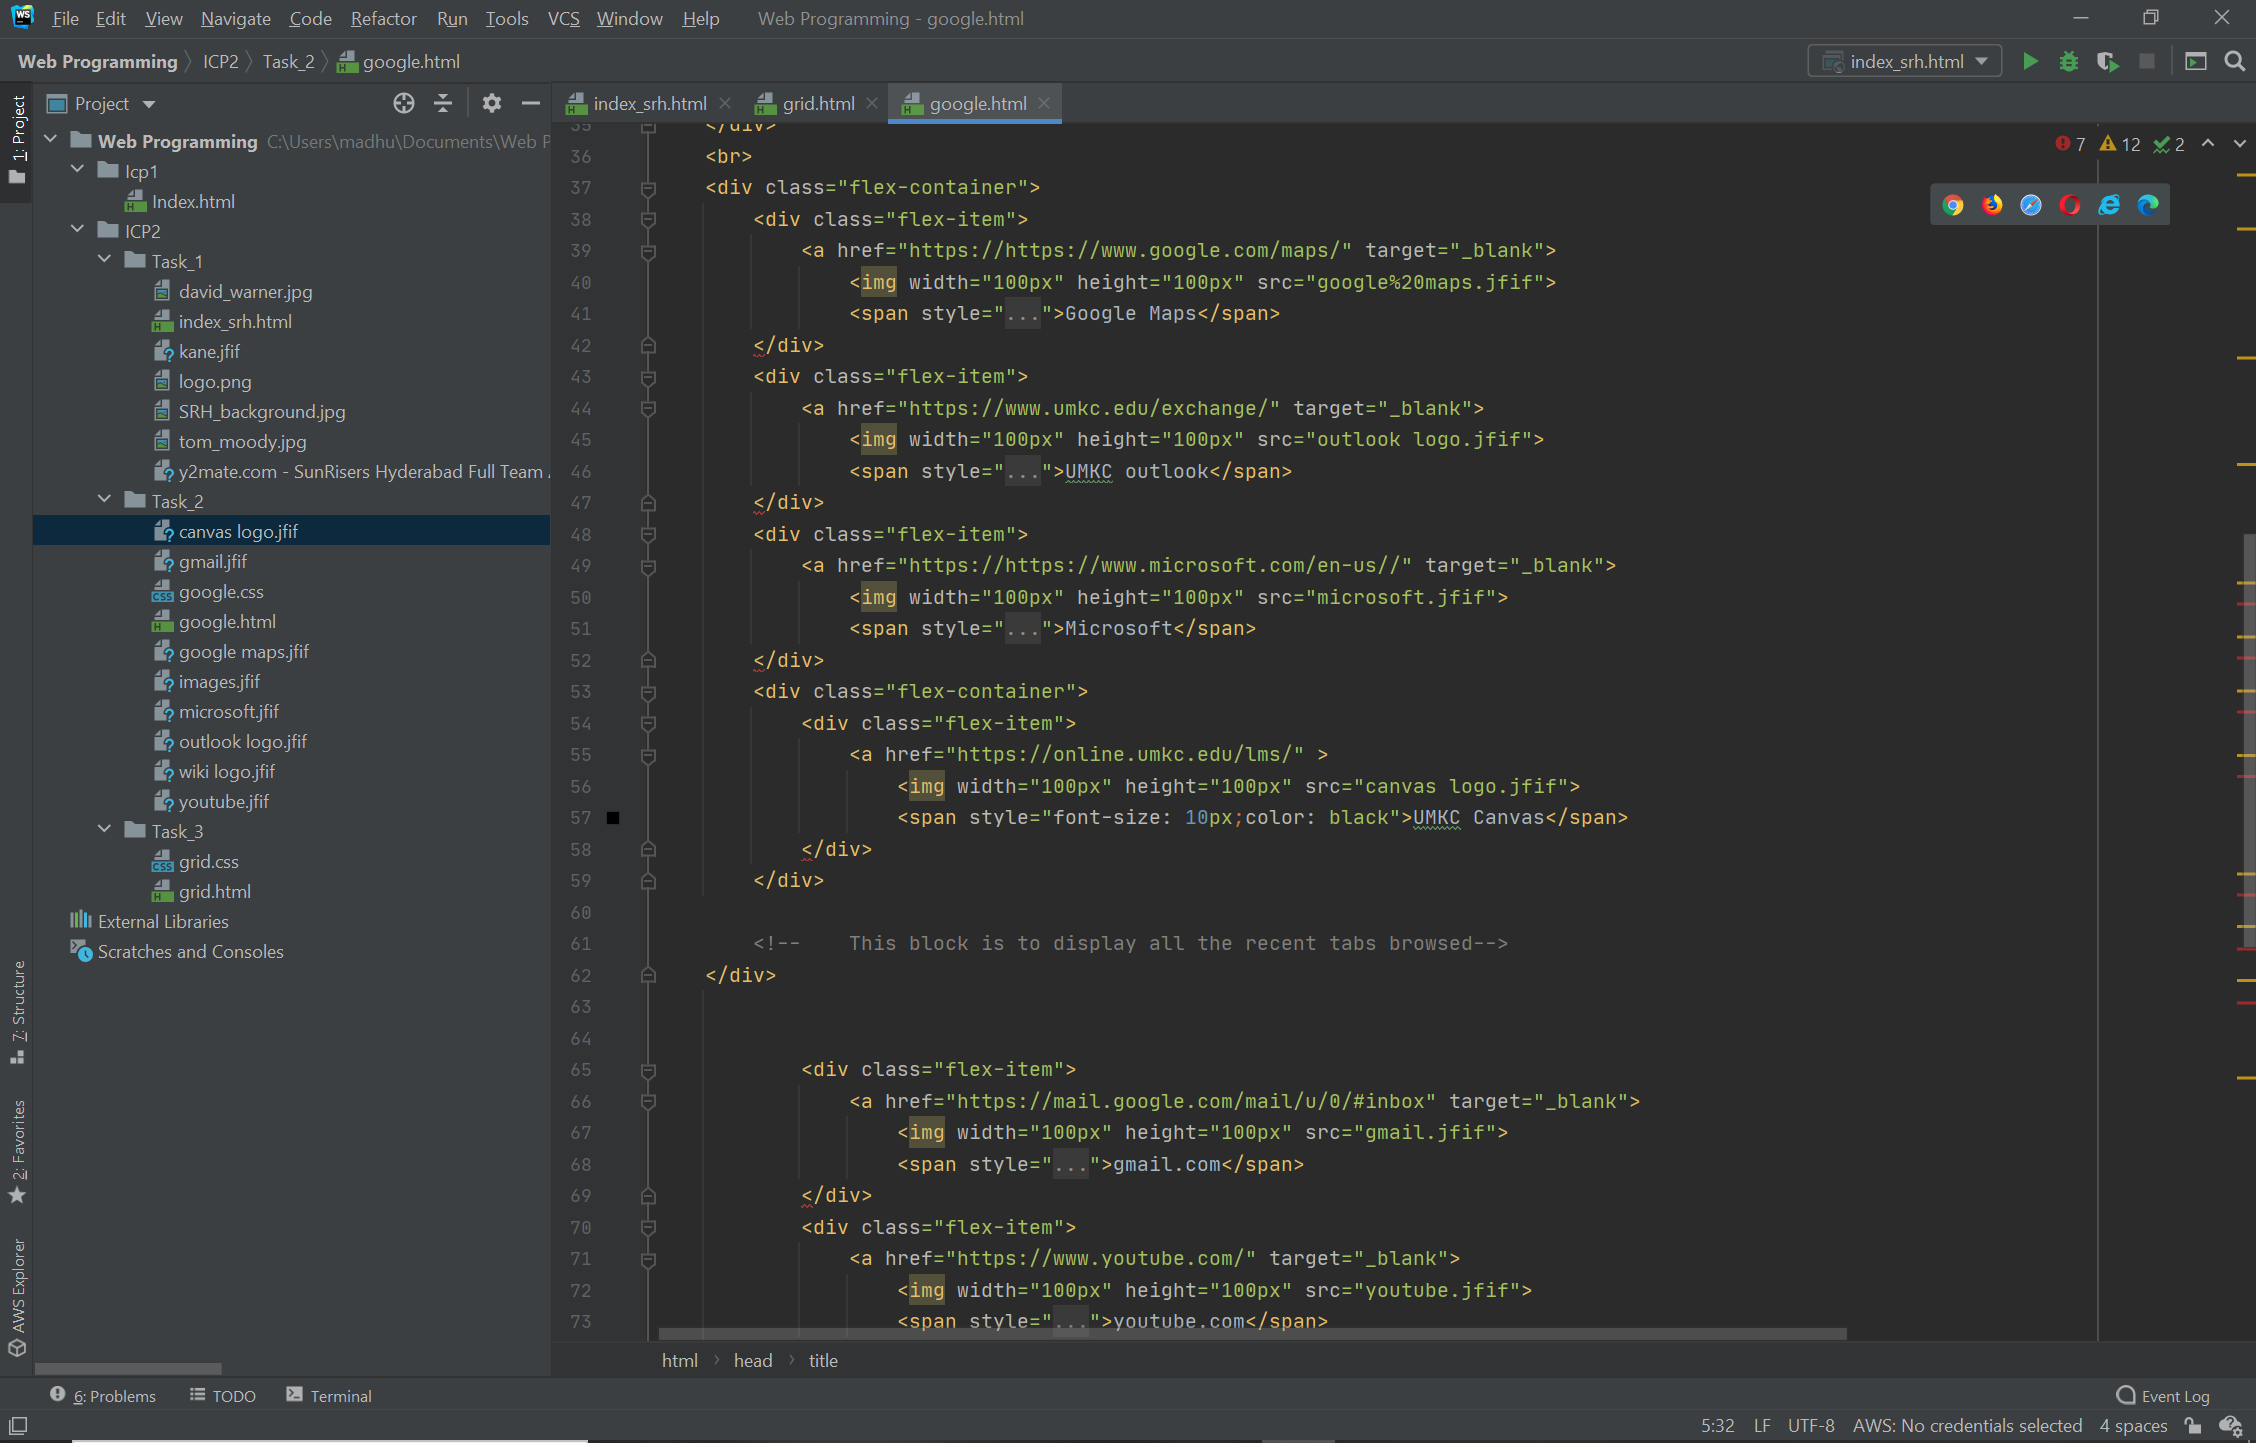 WS File Edit View Navigate Code Refactor Run Tools VCS Window Help Web Programming - google.html
Web Programming ICP2 Task_2 google.html
index_srh.html
1: Project
Project
index_srh.html grid.html google.html
Web Programming C:\Users\madhu\Documents\Web P
Icp1
Index.html
ICP2
Task_1
david_warner.jpg
index_srh.html
kane.jfif
logo.png
SRH_background.jpg
tom_moody.jpg
y2mate.com - SunRisers Hyderabad Full Team
Task_2
canvas logo.jfif
gmail.jfif
google.css
google.html
google maps.jfif
images.jfif
microsoft.jfif
outlook logo.jfif
wiki logo.jfif
youtube.jfif
Task_3
grid.css
grid.html
External Libraries
Scratches and Consoles
7: Structure
2: Favorites
AWS Explorer
7 12 2
35 </div>
36 <br>
37 <div class="flex-container">
38 <div class="flex-item">
39 <a href="https://https://www.google.com/maps/" target="_blank">
40 <img width="100px" height="100px" src="google%20maps.jfif">
41 <span style="...">Google Maps</span>
42 </div>
43 <div class="flex-item">
44 <a href="https://www.umkc.edu/exchange/" target="_blank">
45 <img width="100px" height="100px" src="outlook logo.jfif">
46 <span style="...">UMKC outlook</span>
47 </div>
48 <div class="flex-item">
49 <a href="https://https://www.microsoft.com/en-us//" target="_blank">
50 <img width="100px" height="100px" src="microsoft.jfif">
51 <span style="...">Microsoft</span>
52 </div>
53 <div class="flex-container">
54 <div class="flex-item">
55 <a href="https://online.umkc.edu/lms/" >
56 <img width="100px" height="100px" src="canvas logo.jfif">
57 <span style="font-size: 10px;color: black">UMKC Canvas</span>
58 </div>
59 </div>
60
61 <!-- This block is to display all the recent tabs browsed-->
62 </div>
63
64
65 <div class="flex-item">
66 <a href="https://mail.google.com/mail/u/0/#inbox" target="_blank">
67 <img width="100px" height="100px" src="gmail.jfif">
68 <span style="...">gmail.com</span>
69 </div>
70 <div class="flex-item">
71 <a href="https://www.youtube.com/" target="_blank">
72 <img width="100px" height="100px" src="youtube.jfif">
73 <span style="...">youtube.com</span>
html head title
6: Problems TODO Terminal Event Log
5:32 LF UTF-8 AWS: No credentials selected 4 spaces